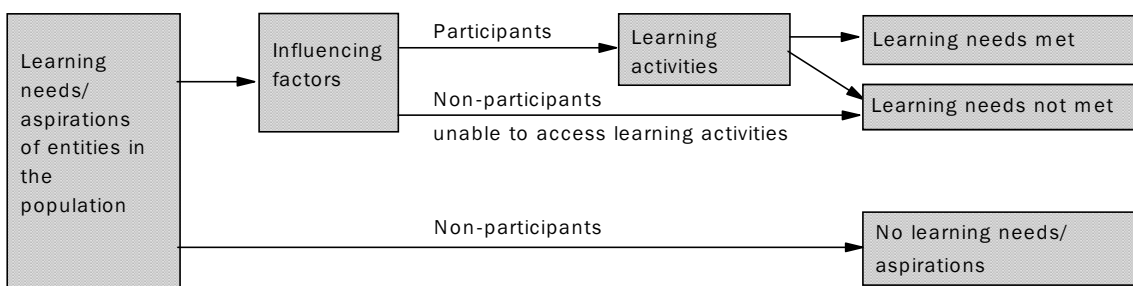 Learning
needs/
aspirations
of entities in
the
population
Influencing
factors
Participants
Non-participants
unable to access learning activities
Learning
activities
Learning needs met
Learning needs not met
Non-participants
No learning needs/
aspirations